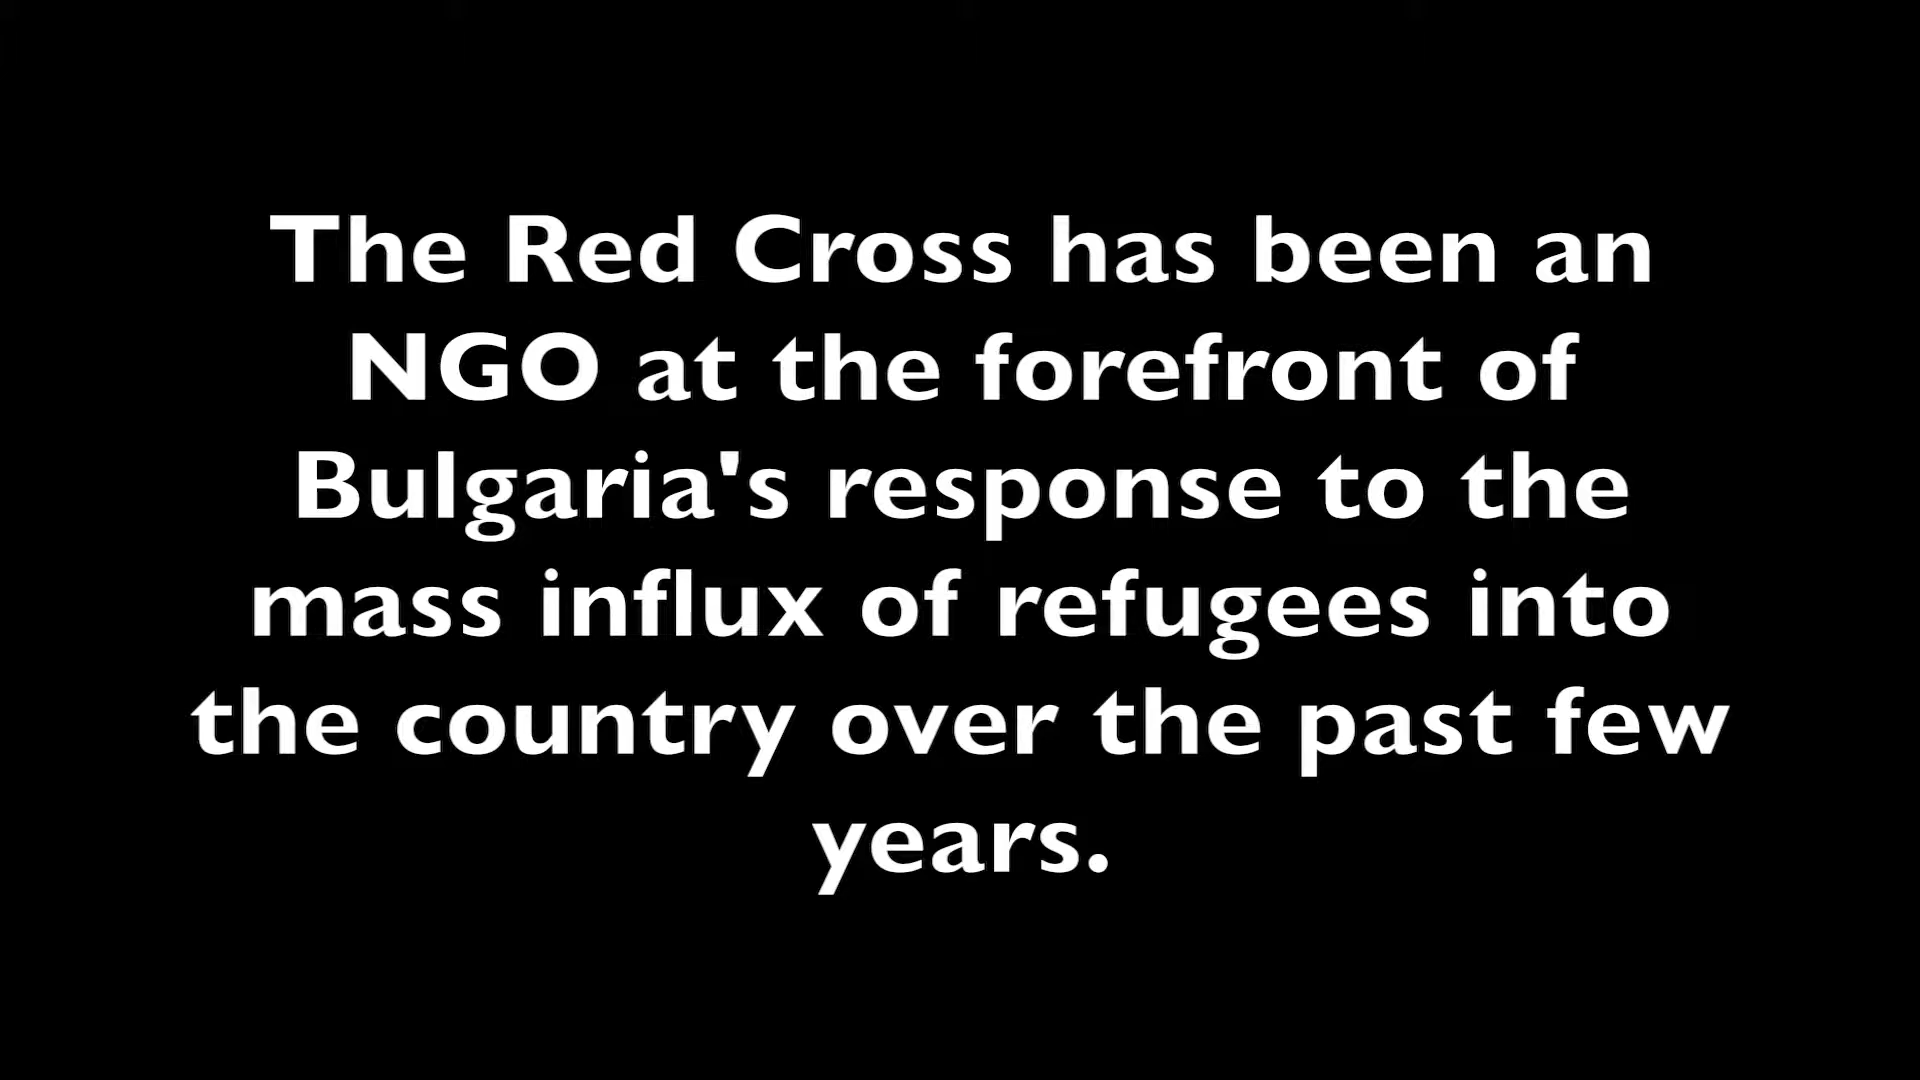 The Red Cross has been an
NGO at the forefront of
Bulgaria's response to the
mass influx of refugees into
the country over the past few
years.